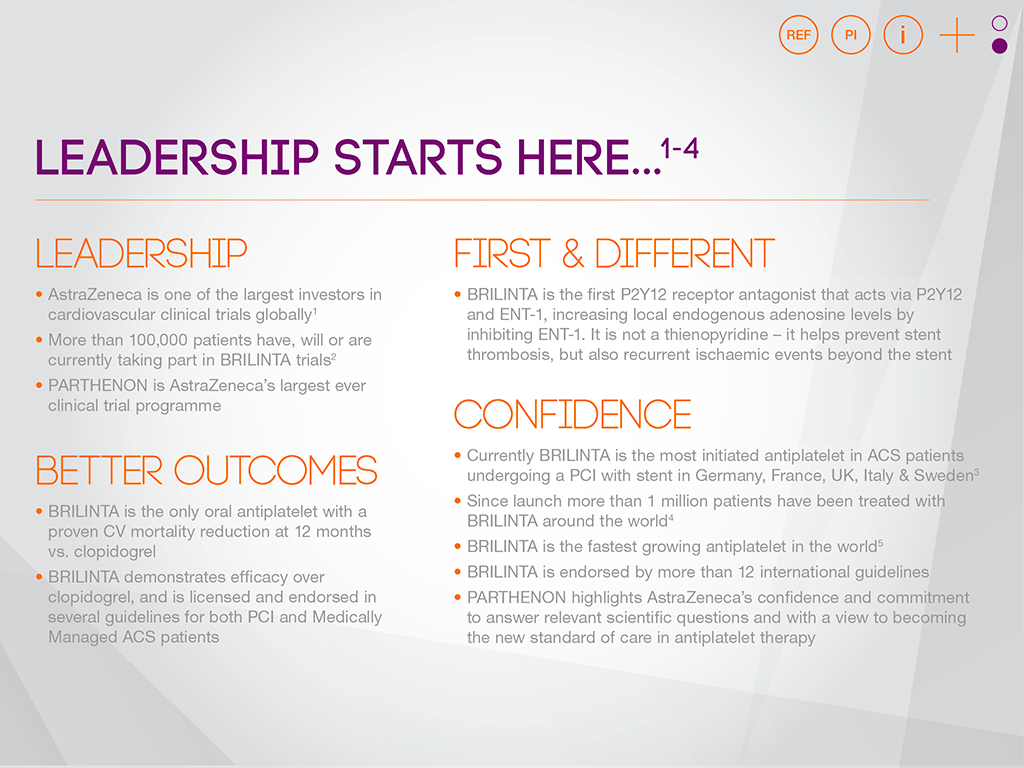 REF PI i
LEADERSHIP STARTS HERE...¹⁻⁴
LEADERSHIP
• AstraZeneca is one of the largest investors in
cardiovascular clinical trials globally¹
• More than 100,000 patients have, will or are
currently taking part in BRILINTA trials²
• PARTHENON is AstraZeneca's largest ever
clinical trial programme
BETTER OUTCOMES
• BRILINTA is the only oral antiplatelet with a
proven CV mortality reduction at 12 months
vs. clopidogrel
• BRILINTA demonstrates efficacy over
clopidogrel, and is licensed and endorsed in
several guidelines for both PCI and Medically
Managed ACS patients
FIRST & DIFFERENT
• BRILINTA is the first P2Y12 receptor antagonist that acts via P2Y12
and ENT-1, increasing local endogenous adenosine levels by
inhibiting ENT-1. It is not a thienopyridine – it helps prevent stent
thrombosis, but also recurrent ischaemic events beyond the stent
CONFIDENCE
• Currently BRILINTA is the most initiated antiplatelet in ACS patients
undergoing a PCI with stent in Germany, France, UK, Italy & Sweden³
• Since launch more than 1 million patients have been treated with
BRILINTA around the world⁴
• BRILINTA is the fastest growing antiplatelet in the world⁵
• BRILINTA is endorsed by more than 12 international guidelines
• PARTHENON highlights AstraZeneca's confidence and commitment
to answer relevant scientific questions and with a view to becoming
the new standard of care in antiplatelet therapy